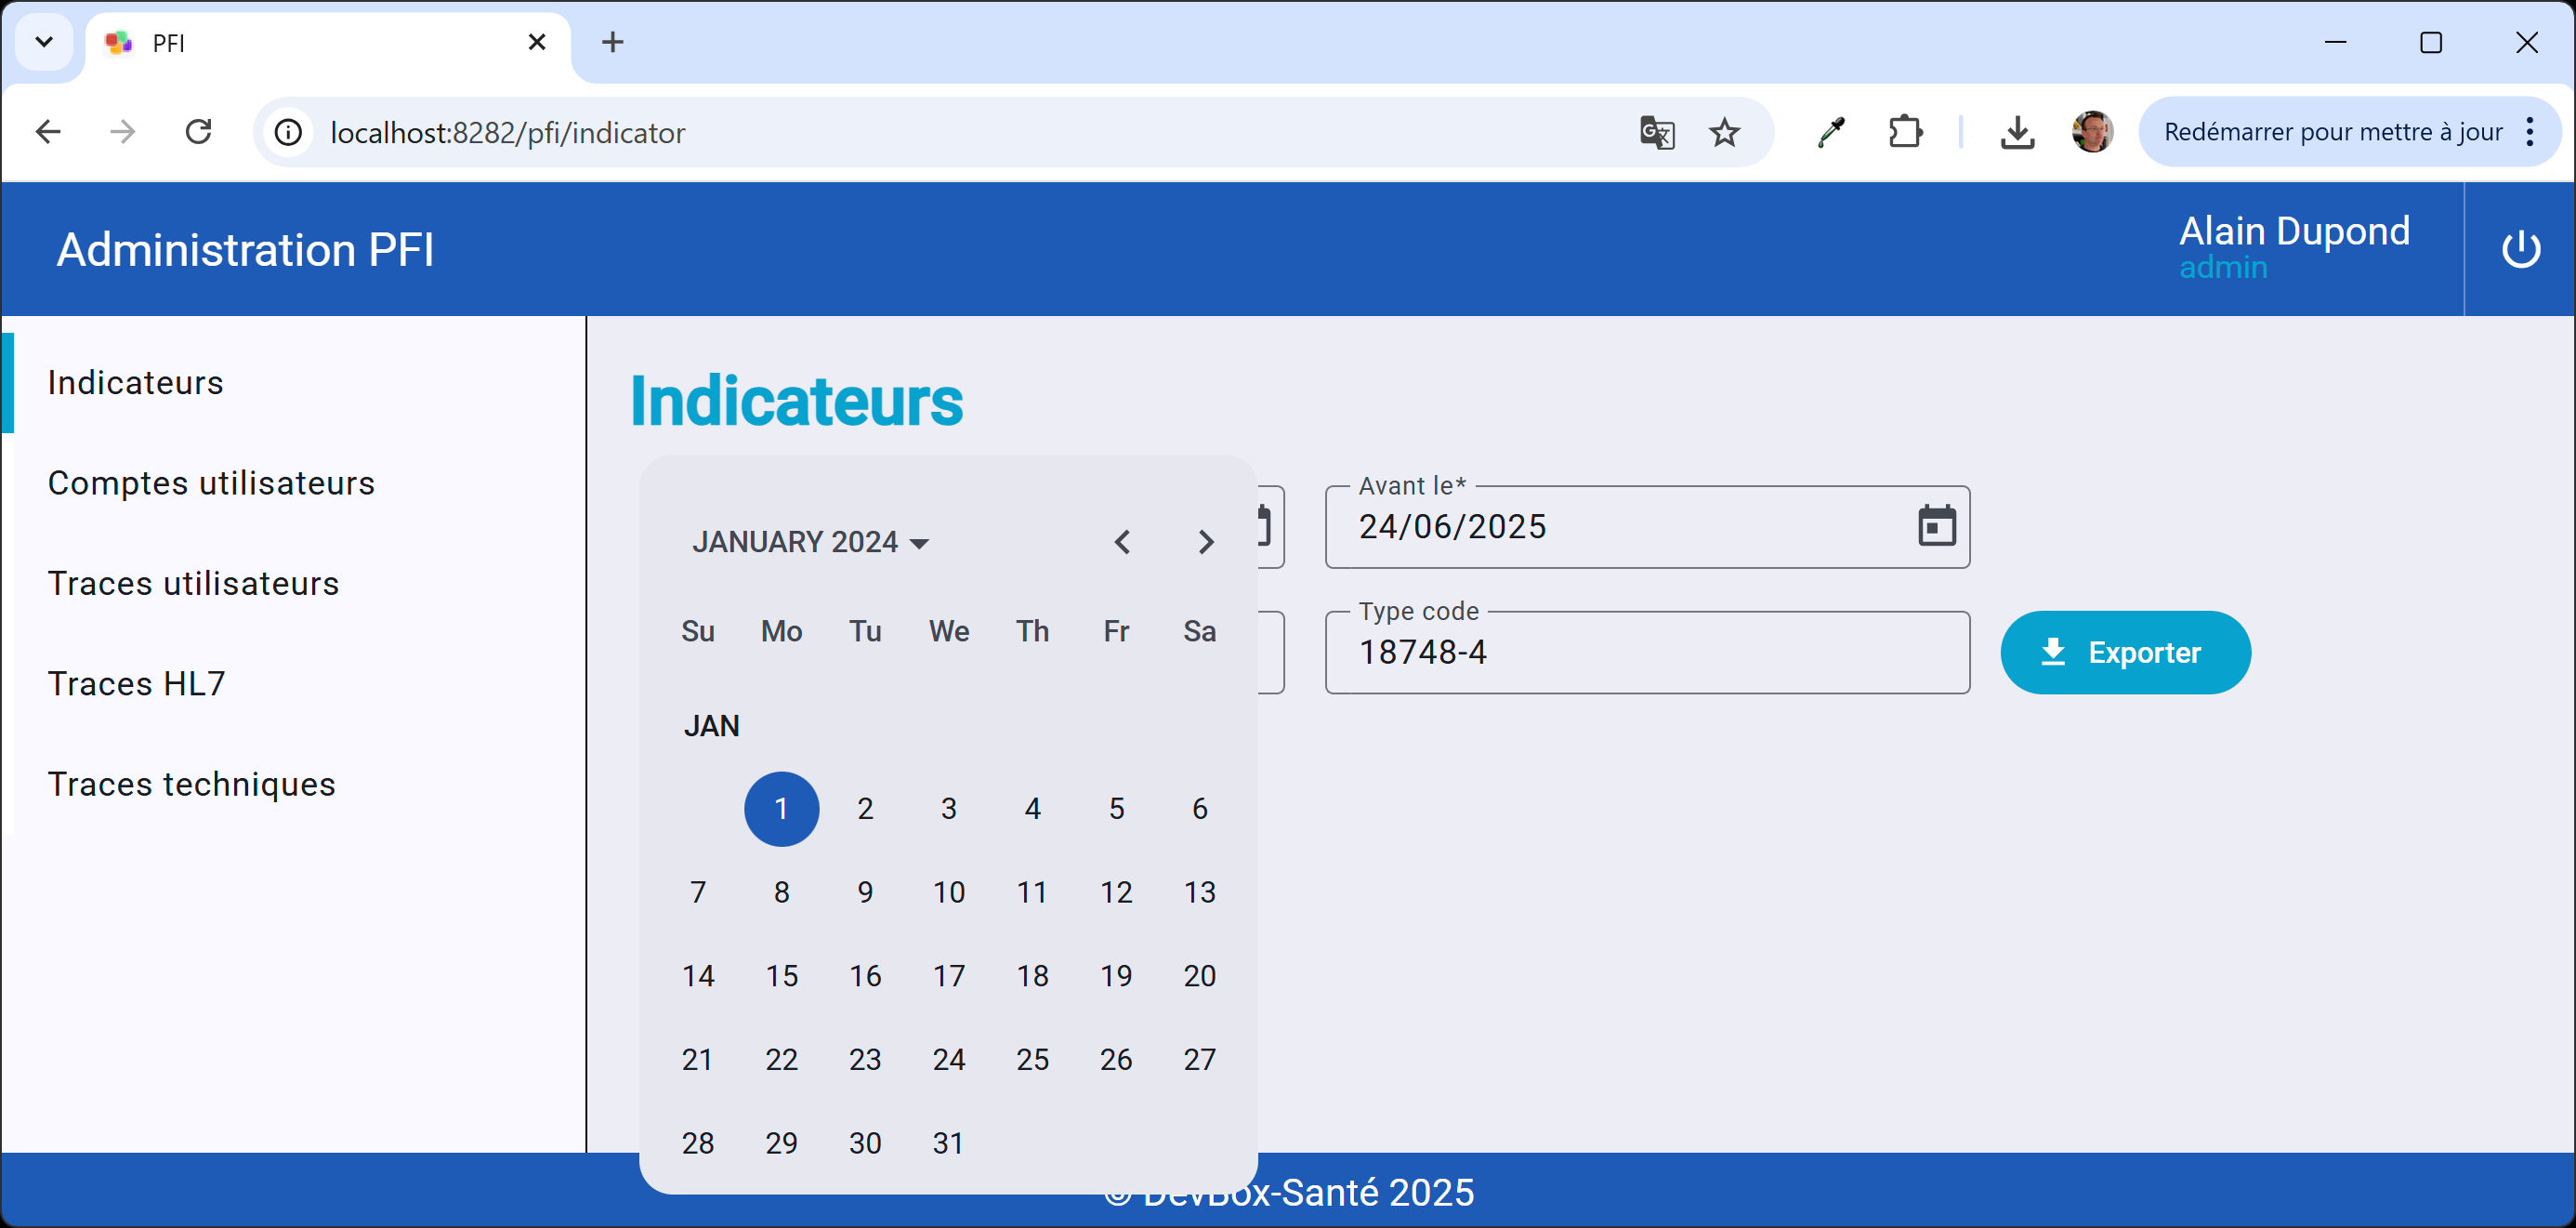 PFI
localhost:8282/pfi/indicator
Redémarrer pour mettre à jour
Administration PFI
Alain Dupond
admin
Indicateurs
Comptes utilisateurs
Traces utilisateurs
Traces HL7
Traces techniques
Indicateurs
JANUARY 2024
Su Mo Tu We Th Fr Sa
JAN
1 2 3 4 5 6
7 8 9 10 11 12 13
14 15 16 17 18 19 20
21 22 23 24 25 26 27
28 29 30 31
Avant le*
24/06/2025
Type code
18748-4
Exporter
© DevBox-Santé 2025